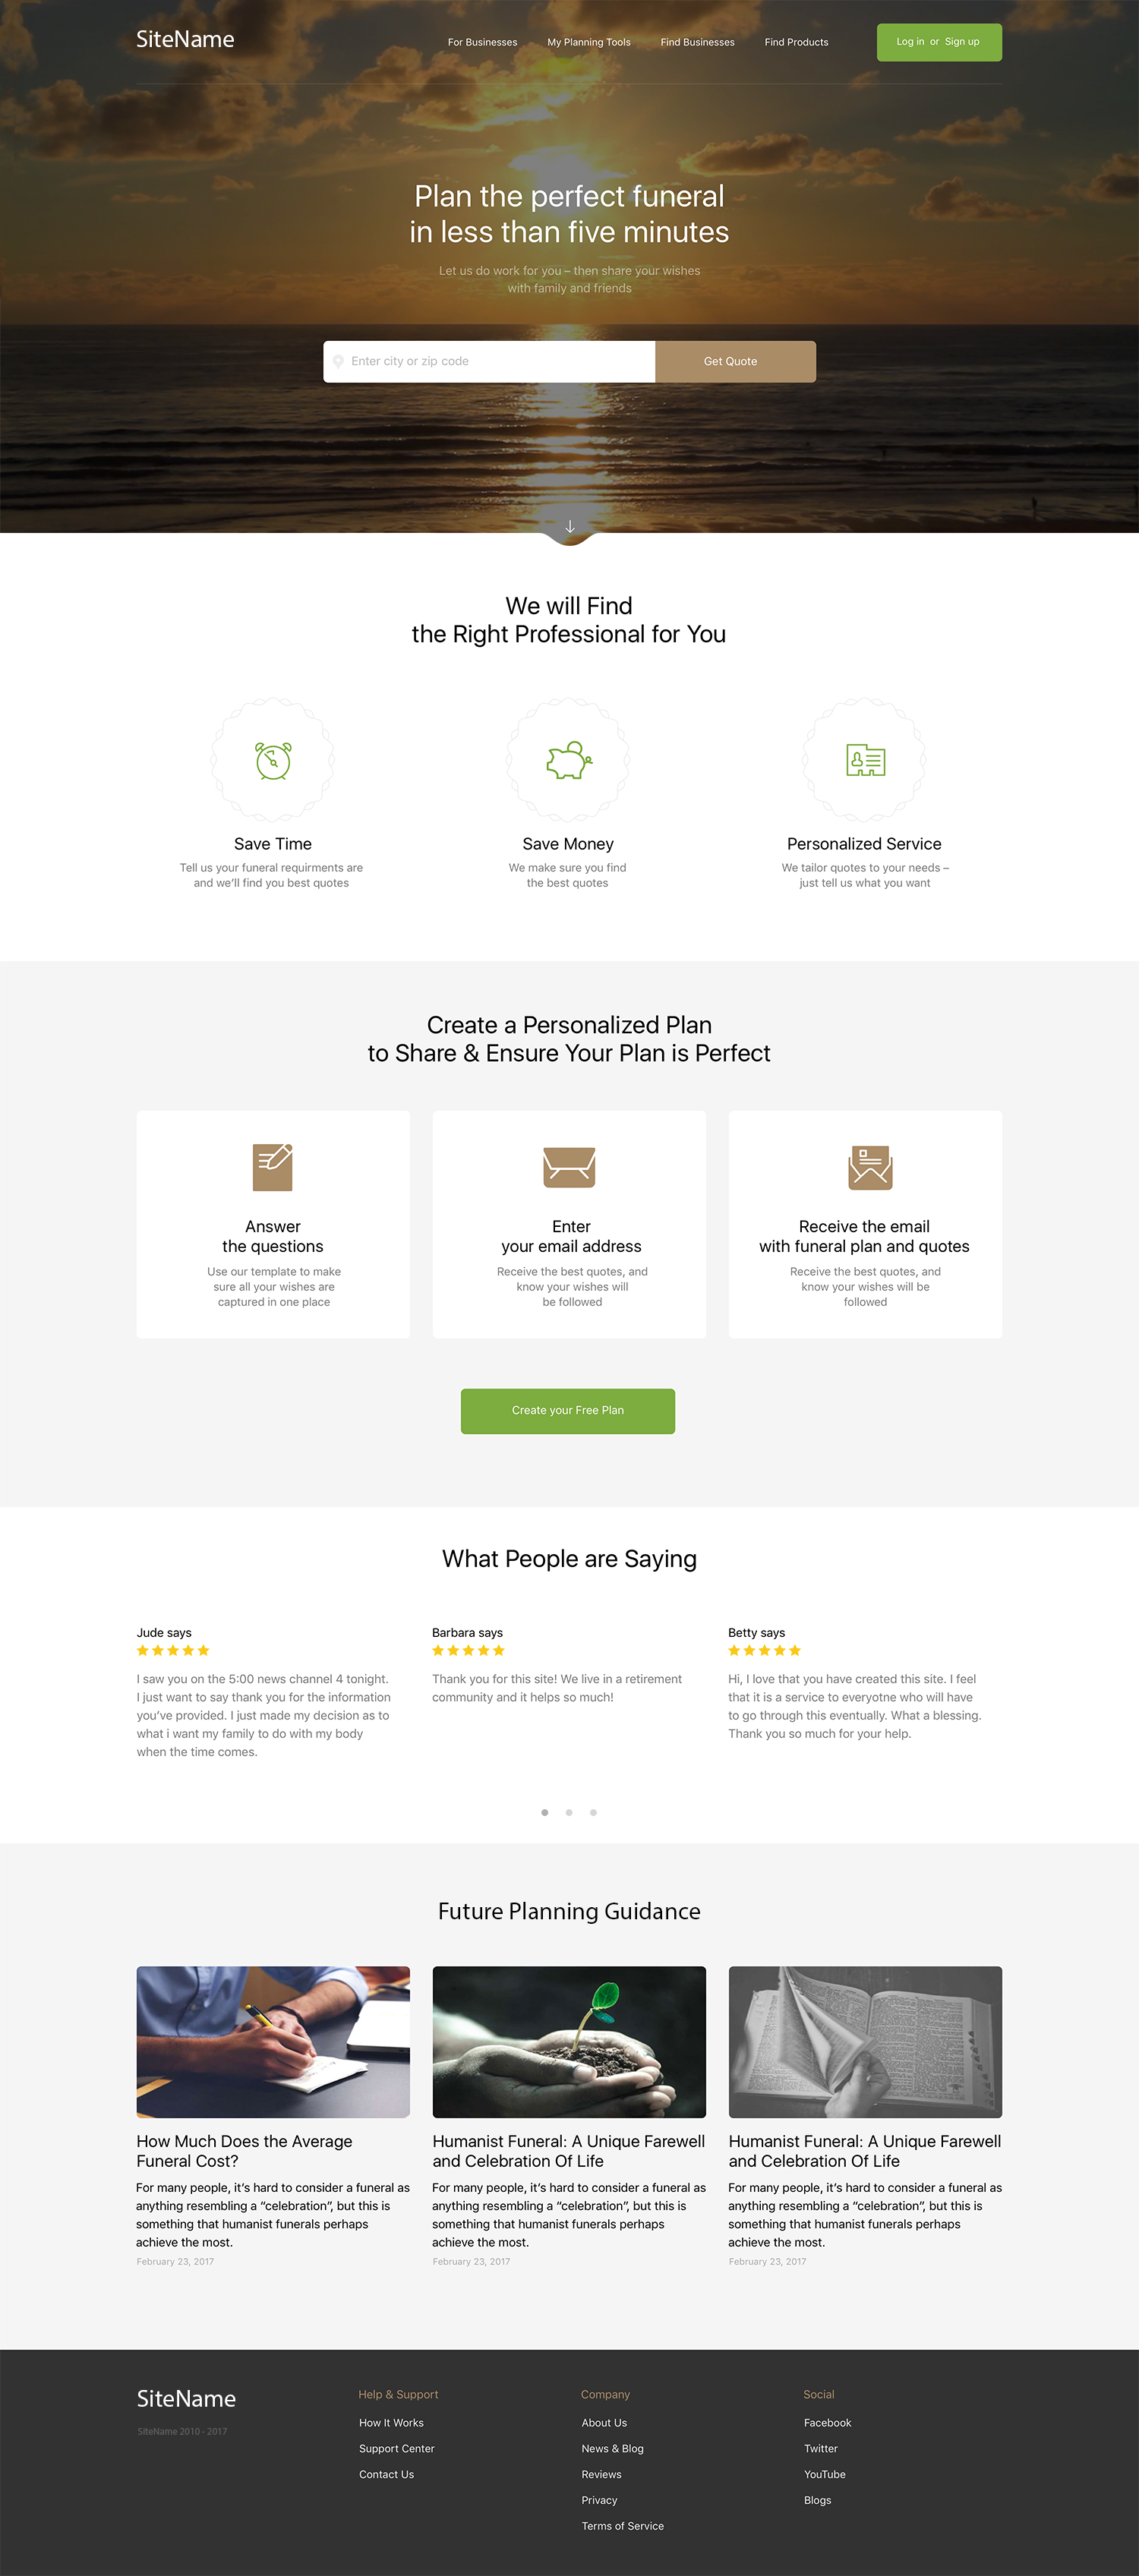 SiteName
For Businesses
My Planning Tools
Find Businesses
Find Products
Log in or Sign up
Plan the perfect funeral
in less than five minutes
Let us do work for you – then share your wishes
with family and friends
Enter city or zip code
Get Quote
We will Find
the Right Professional for You
Save Time
Tell us your funeral requirments are
and we'll find you best quotes
Save Money
We make sure you find
the best quotes
Personalized Service
We tailor quotes to your needs –
just tell us what you want
Create a Personalized Plan
to Share & Ensure Your Plan is Perfect
Answer
the questions
Use our template to make
sure all your wishes are
captured in one place
Enter
your email address
Receive the best quotes, and
know your wishes will
be followed
Receive the email
with funeral plan and quotes
Receive the best quotes, and
know your wishes will be
followed
Create your Free Plan
What People are Saying
Jude says
I saw you on the 5:00 news channel 4 tonight.
I just want to say thank you for the information
you've provided. I just made my decision as to
what i want my family to do with my body
when the time comes.
Barbara says
Thank you for this site! We live in a retirement
community and it helps so much!
Betty says
Hi, I love that you have created this site. I feel
that it is a service to everyotne who will have
to go through this eventually. What a blessing.
Thank you so much for your help.
Future Planning Guidance
How Much Does the Average
Funeral Cost?
For many people, it's hard to consider a funeral as
anything resembling a “celebration”, but this is
something that humanist funerals perhaps
achieve the most.
February 23, 2017
Humanist Funeral: A Unique Farewell
and Celebration Of Life
For many people, it's hard to consider a funeral as
anything resembling a “celebration”, but this is
something that humanist funerals perhaps
achieve the most.
February 23, 2017
Humanist Funeral: A Unique Farewell
and Celebration Of Life
For many people, it's hard to consider a funeral as
anything resembling a “celebration”, but this is
something that humanist funerals perhaps
achieve the most.
February 23, 2017
SiteName
SiteName 2010 - 2017
Help & Support
How It Works
Support Center
Contact Us
Company
About Us
News & Blog
Reviews
Privacy
Terms of Service
Social
Facebook
Twitter
YouTube
Blogs